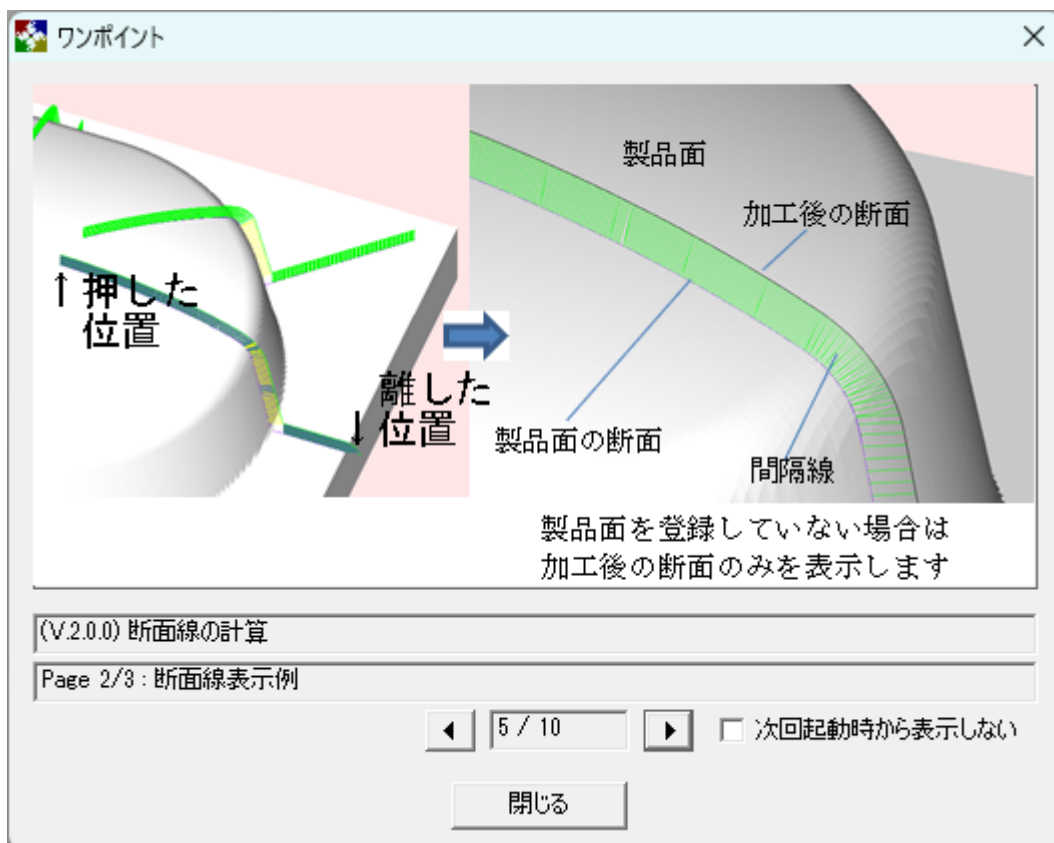 ワンポイント
製品面
加工後の断面
↑押した
位置
離した
↓位置
製品面の断面
間隔線
製品面を登録していない場合は
加工後の断面のみを表示します
(V.2.0.0) 断面線の計算
Page 2/3 : 断面線表示例
5 / 10
次回起動時から表示しない
閉じる